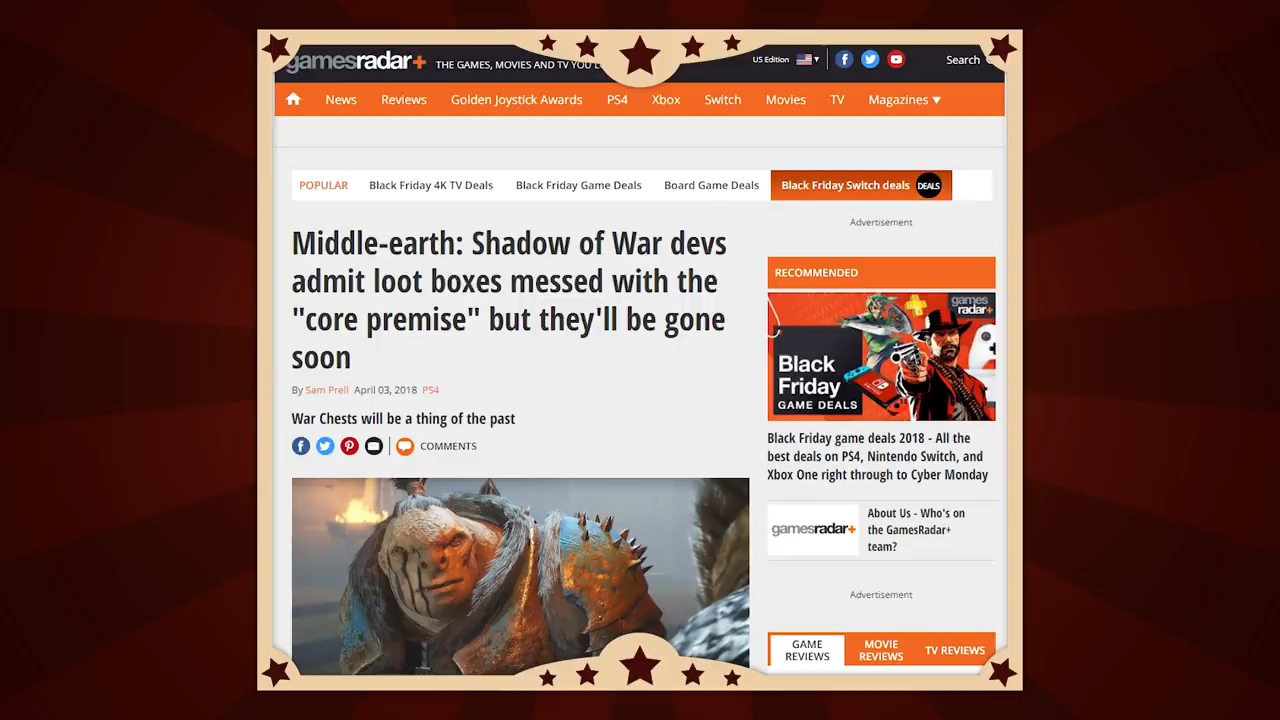 gamesradar+ THE GAMES, MOVIES AND TV YOU L
US Edition
Search
News Reviews Golden Joystick Awards PS4 Xbox Switch Movies TV Magazines
POPULAR Black Friday 4K TV Deals Black Friday Game Deals Board Game Deals Black Friday Switch deals DEALS
Middle-earth: Shadow of War devs
admit loot boxes messed with the
"core premise" but they'll be gone
soon
By Sam Prell April 03, 2018 PS4
War Chests will be a thing of the past
COMMENTS
Advertisement
RECOMMENDED
games
radar+
Black
Friday
GAME DEALS
Black Friday game deals 2018 - All the
best deals on PS4, Nintendo Switch, and
Xbox One right through to Cyber Monday
gamesradar+
About Us - Who's on
the GamesRadar+
team?
Advertisement
GAME
REVIEWS
MOVIE
REVIEWS
TV REVIEWS